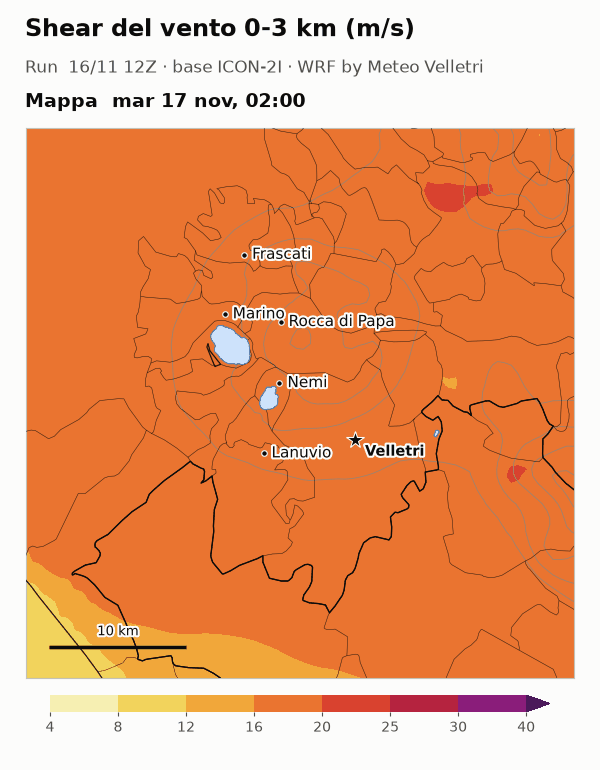 Shear del vento 0-3 km (m/s)
Run  16/11 12Z · base ICON-2I · WRF by Meteo Velletri
Mappa  mar 17 nov, 02:00
Frascati
Marino
Rocca di Papa
Nemi
Velletri
Lanuvio
10 km
4 8 12 16 20 25 30 40